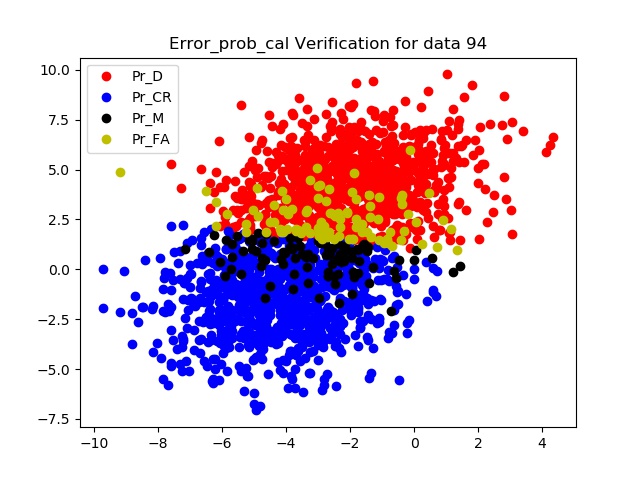 Error_prob_cal Verification for data 94
Pr_D
Pr_CR
Pr_M
Pr_FA
10.0
7.5
5.0
2.5
0.0
−2.5
−5.0
−7.5
−10 −8 −6 −4 −2 0 2 4